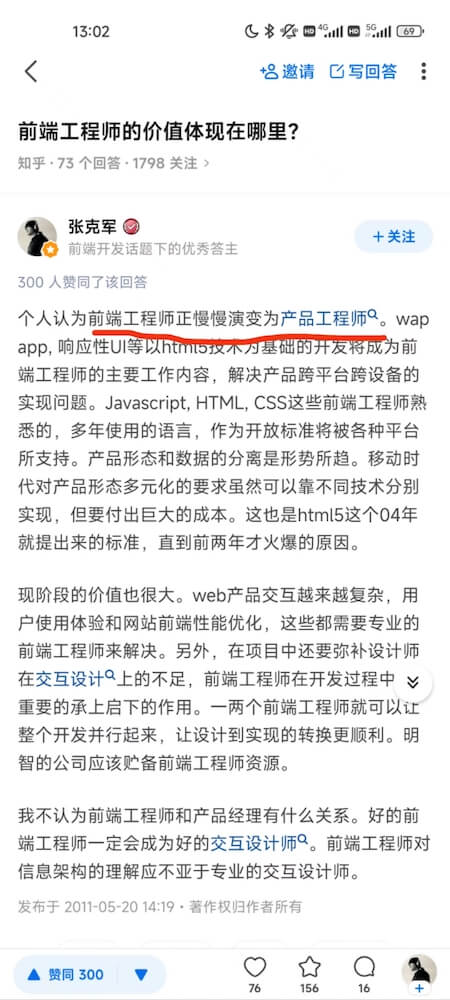 13:02
HD 4G HD 5G 69
邀请 写回答
前端工程师的价值体现在哪里？
知乎 · 73 个回答 · 1798 关注 >
张克军
前端开发话题下的优秀答主
+ 关注
300 人赞同了该回答
个人认为前端工程师正慢慢演变为产品工程师。wap
app, 响应性UI等以html5技术为基础的开发将成为前
端工程师的主要工作内容，解决产品跨平台跨设备的
实现问题。Javascript, HTML, CSS这些前端工程师熟
悉的，多年使用的语言，作为开放标准将被各种平台
所支持。产品形态和数据的分离是形势所趋。移动时
代对产品形态多元化的要求虽然可以靠不同技术分别
实现，但要付出巨大的成本。这也是html5这个04年
就提出来的标准，直到前两年才火爆的原因。
现阶段的价值也很大。web产品交互越来越复杂，用
户使用体验和网站前端性能优化，这些都需要专业的
前端工程师来解决。另外，在项目中还要弥补设计师
在交互设计上的不足，前端工程师在开发过程中
重要的承上启下的作用。一两个前端工程师就可以让
整个开发并行起来，让设计到实现的转换更顺利。明
智的公司应该贮备前端工程师资源。
我不认为前端工程师和产品经理有什么关系。好的前
端工程师一定会成为好的交互设计师。前端工程师对
信息架构的理解应不亚于专业的交互设计师。
发布于 2011-05-20 14:19 · 著作权归作者所有
赞同 300
76 156 16